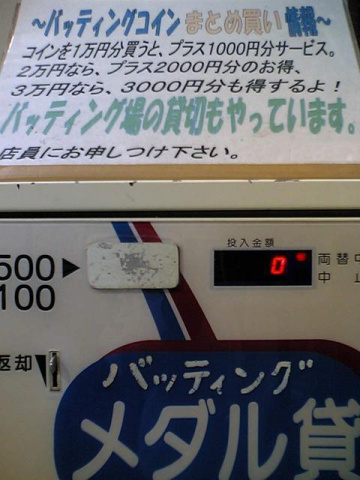 ～バッティングコインまとめ買い情報～
コインを1万円分買うと、プラス1000円分サービス。
2万円なら、プラス2000円分のお得、
3万円なら、3000円分も得するよ！
バッティング場の貸切もやっています。
店員にお申しつけ下さい。
投入金額
500▶
0
両替中
100
中止
返却
バッティング
メダル貸